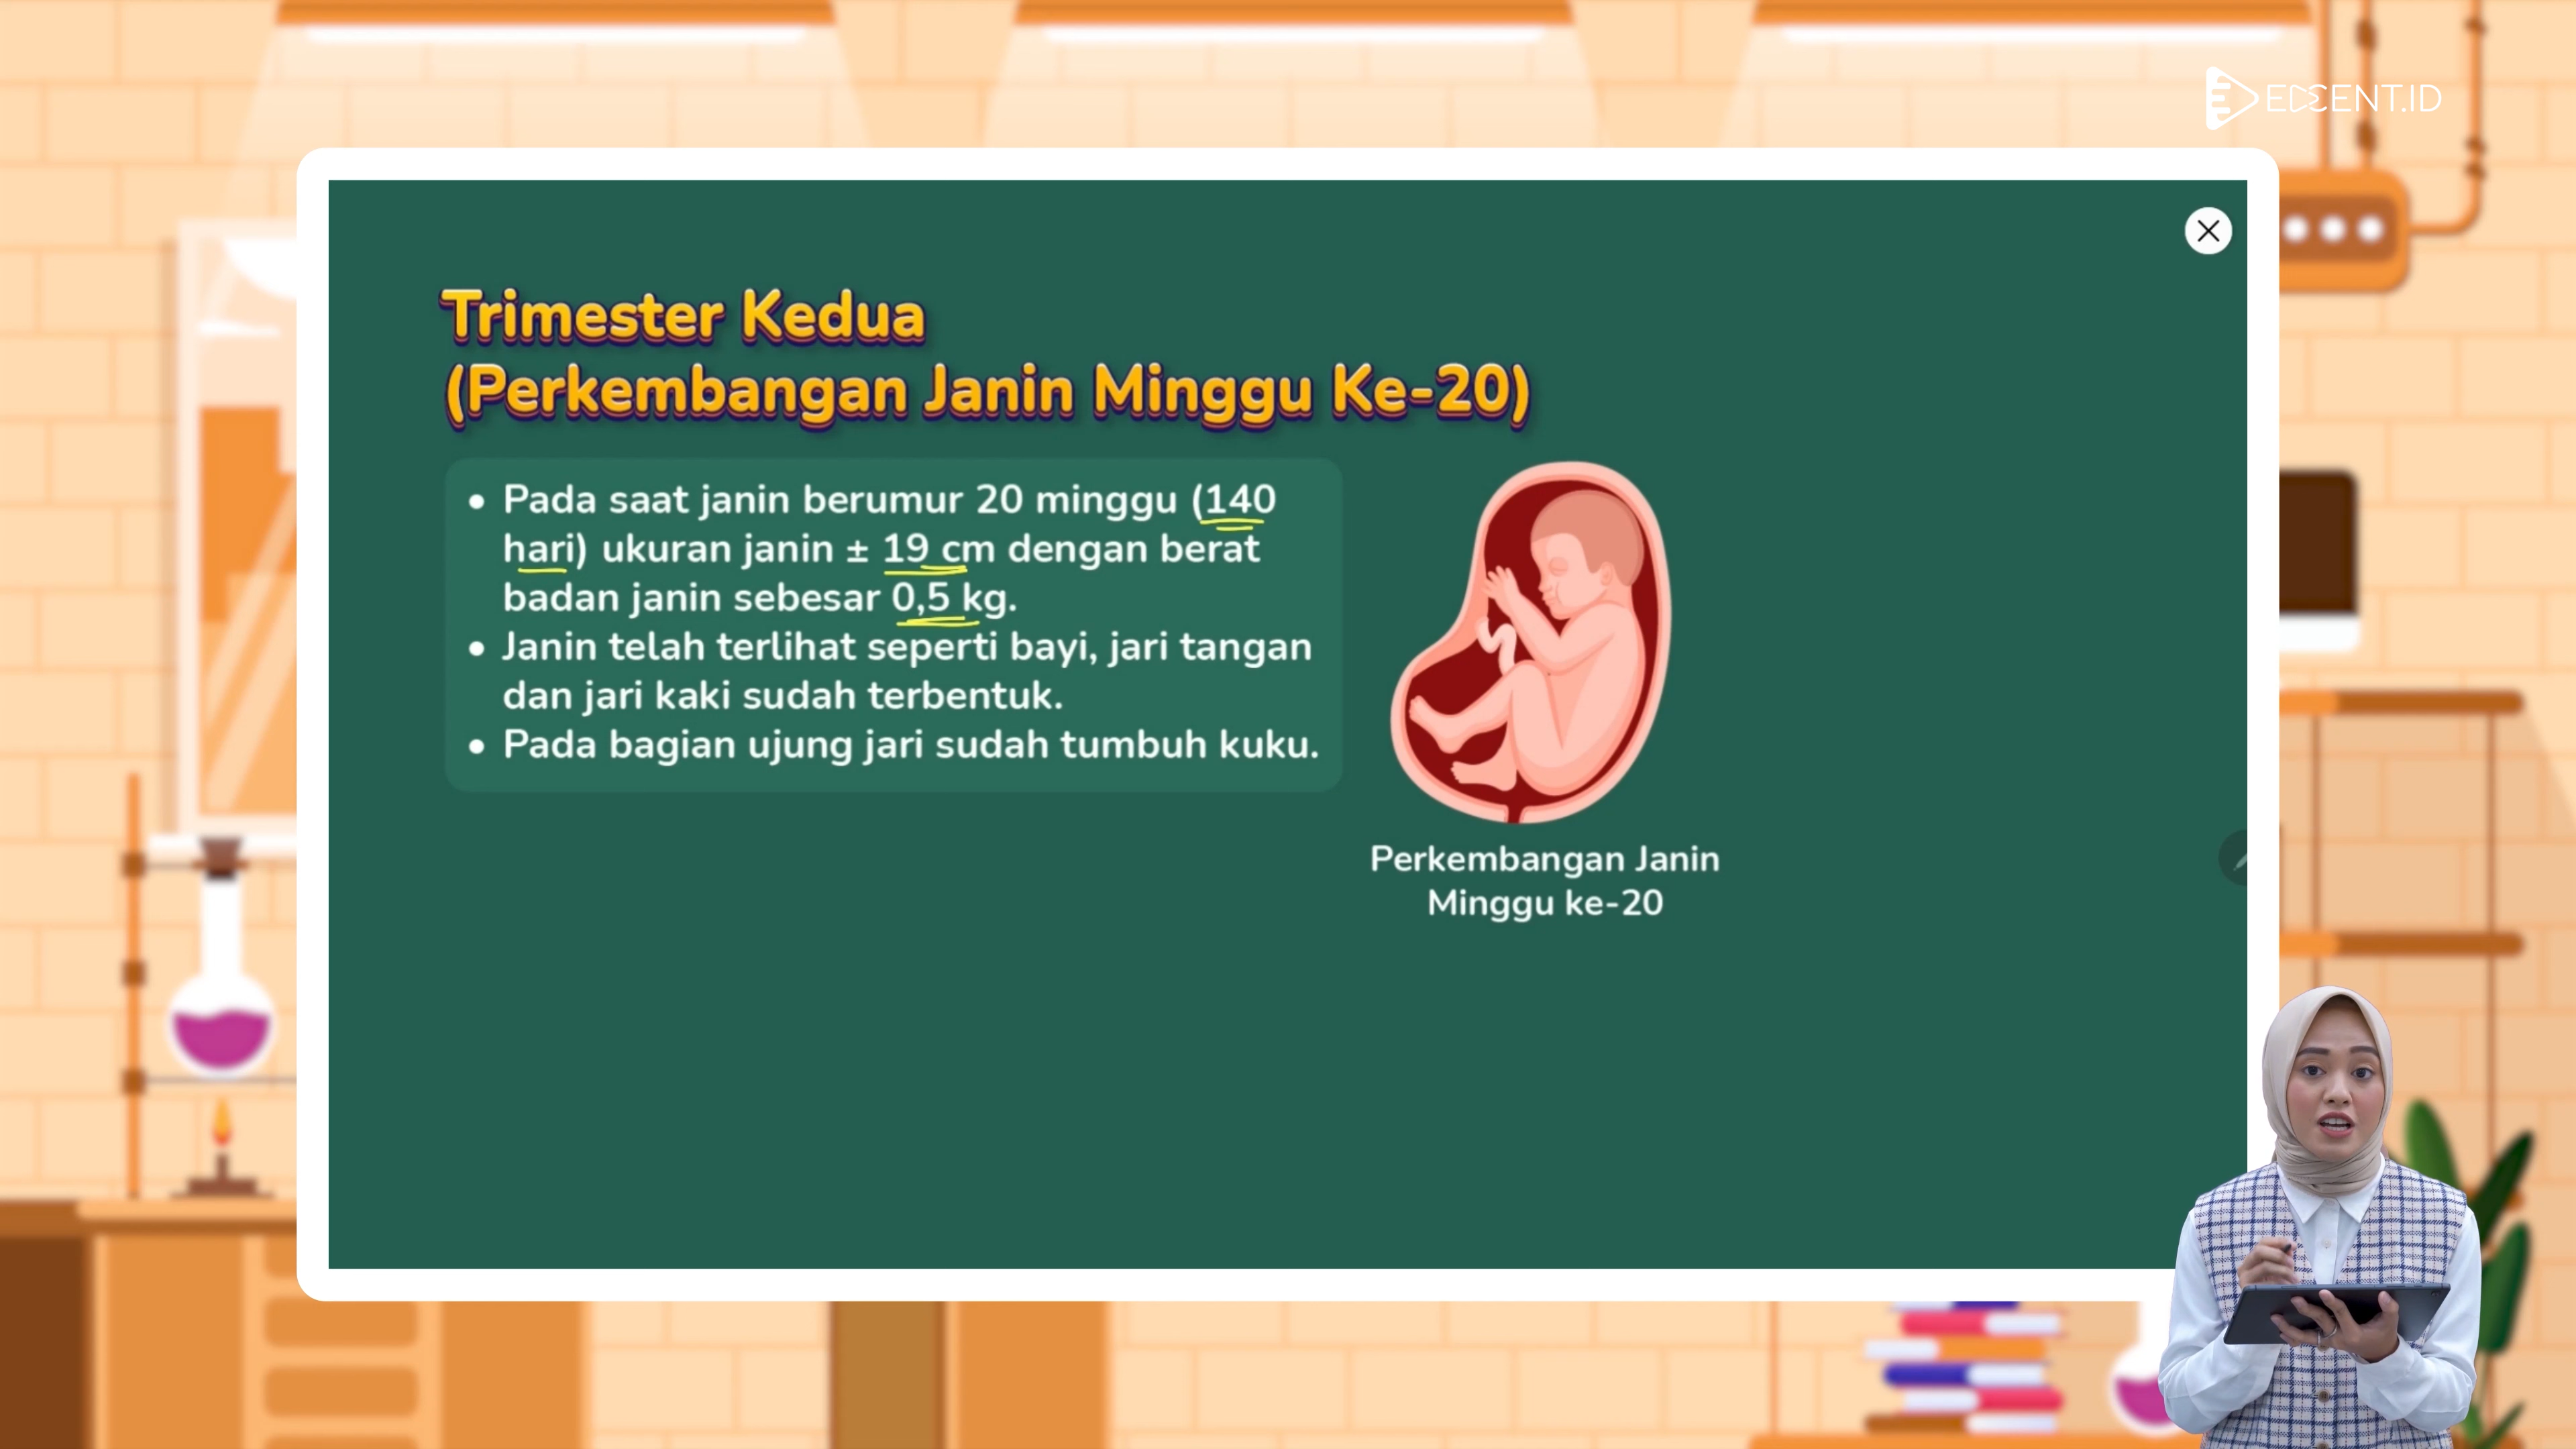 EDCENT.ID
Trimester Kedua
(Perkembangan Janin Minggu Ke-20)
• Pada saat janin berumur 20 minggu (140
hari) ukuran janin ± 19 cm dengan berat
badan janin sebesar 0,5 kg.
• Janin telah terlihat seperti bayi, jari tangan
dan jari kaki sudah terbentuk.
• Pada bagian ujung jari sudah tumbuh kuku.
Perkembangan Janin
Minggu ke-20